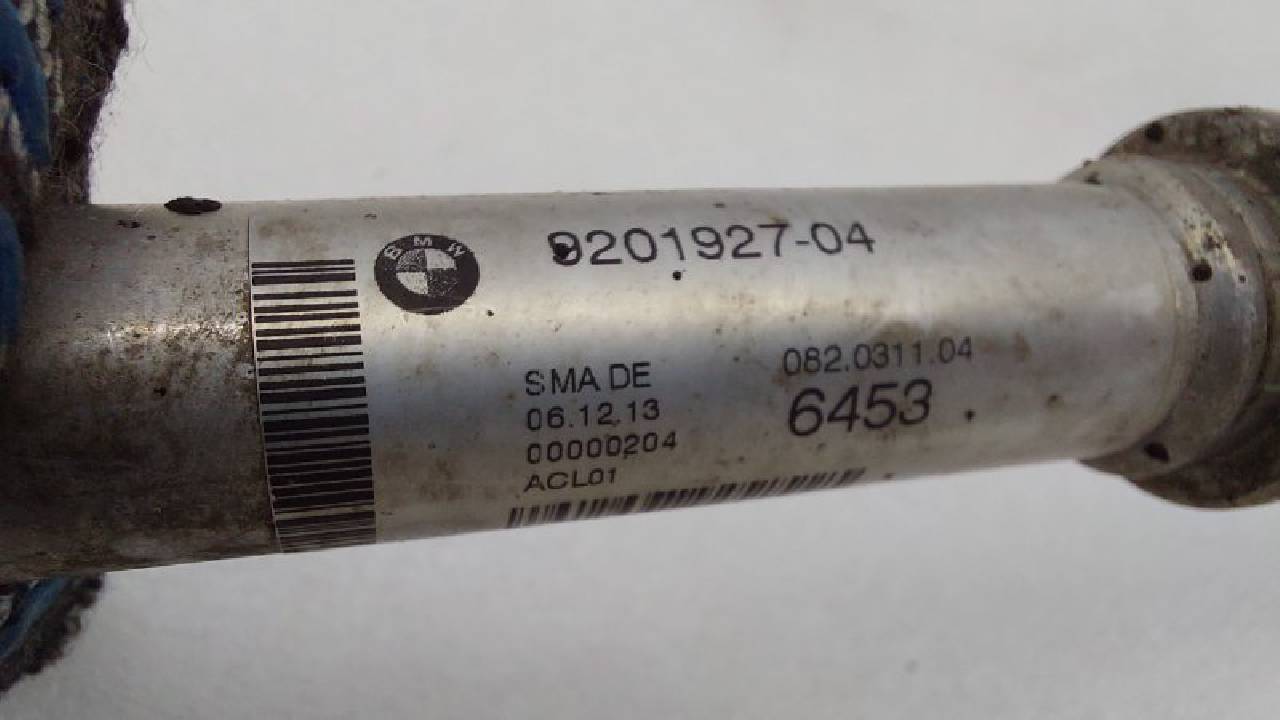 BMW
9201927-04
082.0311.04
SMA DE
6453
06.12.13
00000204
ACL01